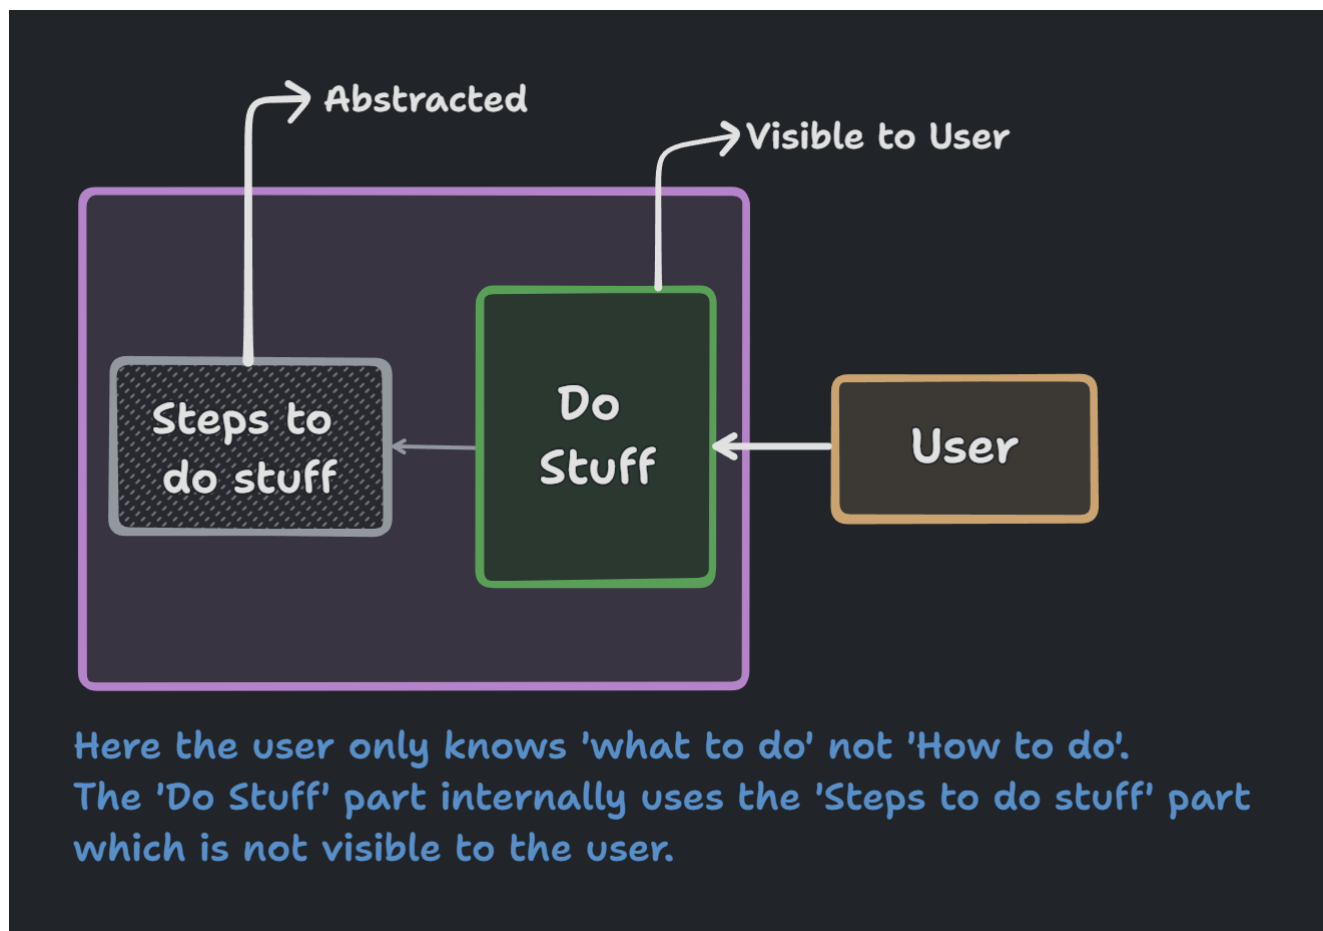 Abstracted
Visible to User
Steps to
do stuff
Do
Stuff
User
Here the user only knows 'what to do' not 'How to do'.
The 'Do Stuff' part internally uses the 'Steps to do stuff' part
which is not visible to the user.